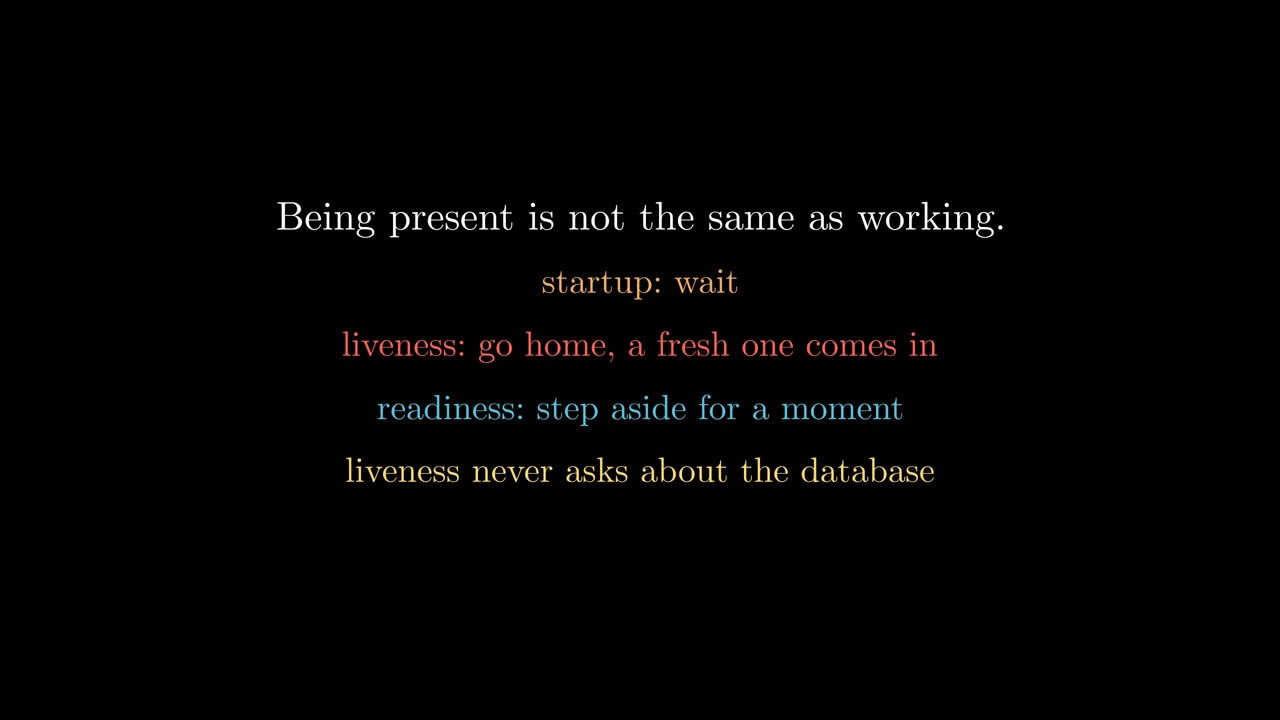 Being present is not the same as working.
startup: wait
liveness: go home, a fresh one comes in
readiness: step aside for a moment
liveness never asks about the database